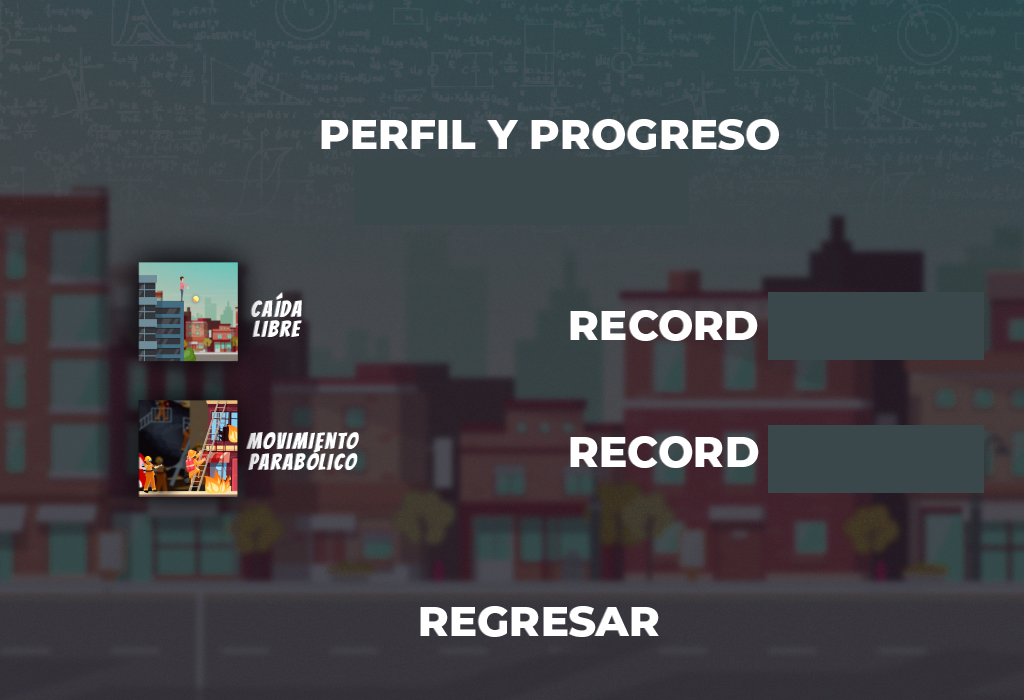 PERFIL Y PROGRESO
CAÍDA
LIBRE
RECORD
MOVIMIENTO
PARABÓLICO
RECORD
REGRESAR